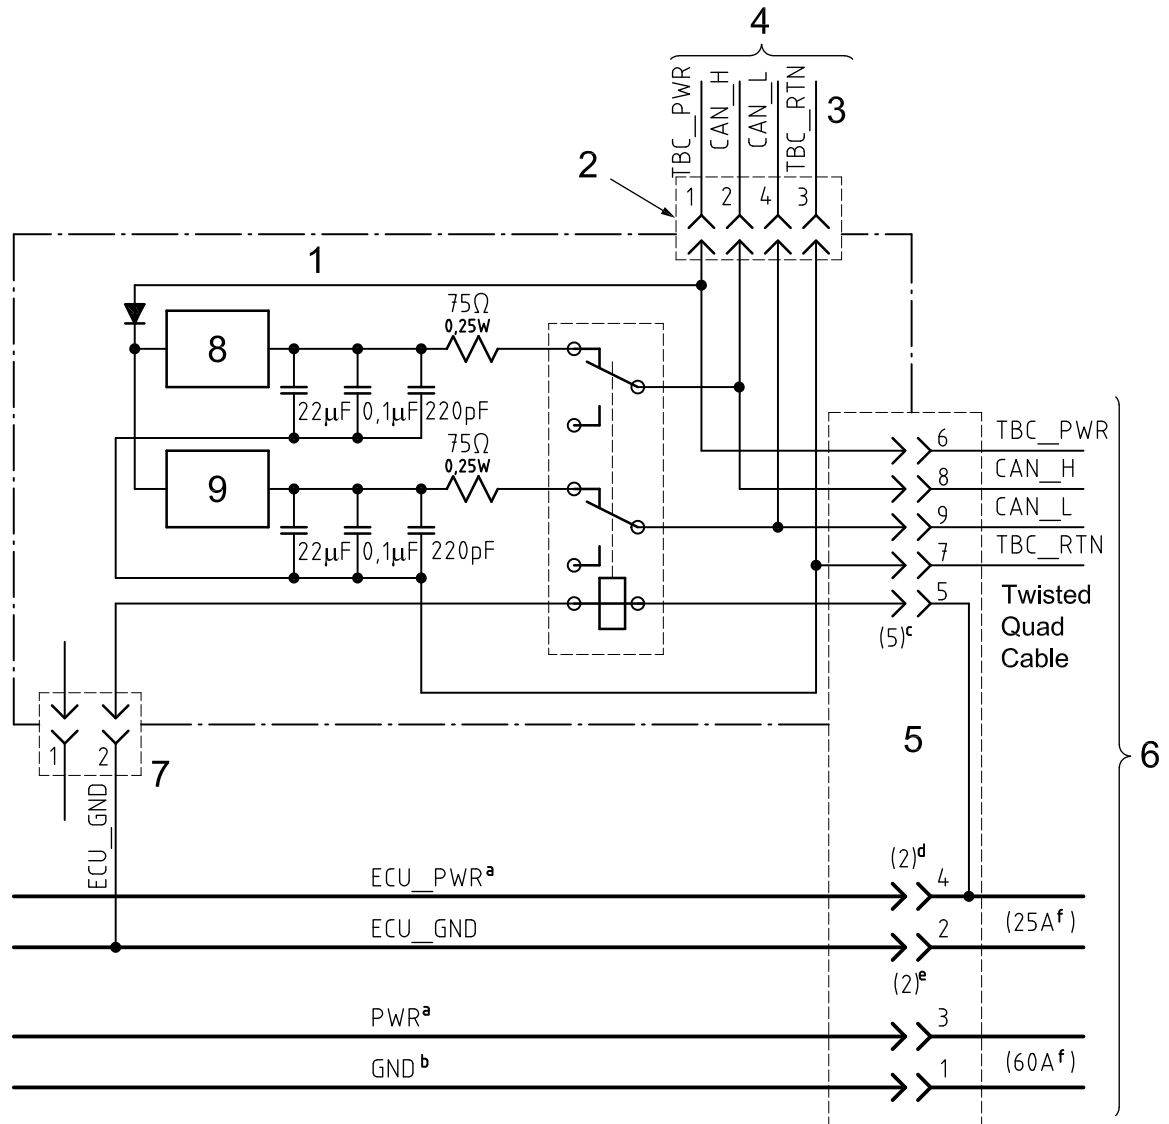 4
TBC_PWR
CAN_H
CAN_L
TBC_RTN
3
2
1 2 4 3
1
75Ω
0,25W
8
22µF 0,1µF 220pF
75Ω
0,25W
9
22µF 0,1µF 220pF
6 TBC_PWR
8 CAN_H
9 CAN_L
7 TBC_RTN
5
(5)ᶜ
Twisted
Quad
Cable
5
6
1 2
7
ECU_GND
(2)ᵈ
ECU_PWRᵃ
4
(25Aᶠ)
ECU_GND
2
(2)ᵉ
PWRᵃ
3
(60Aᶠ)
GNDᵇ
1